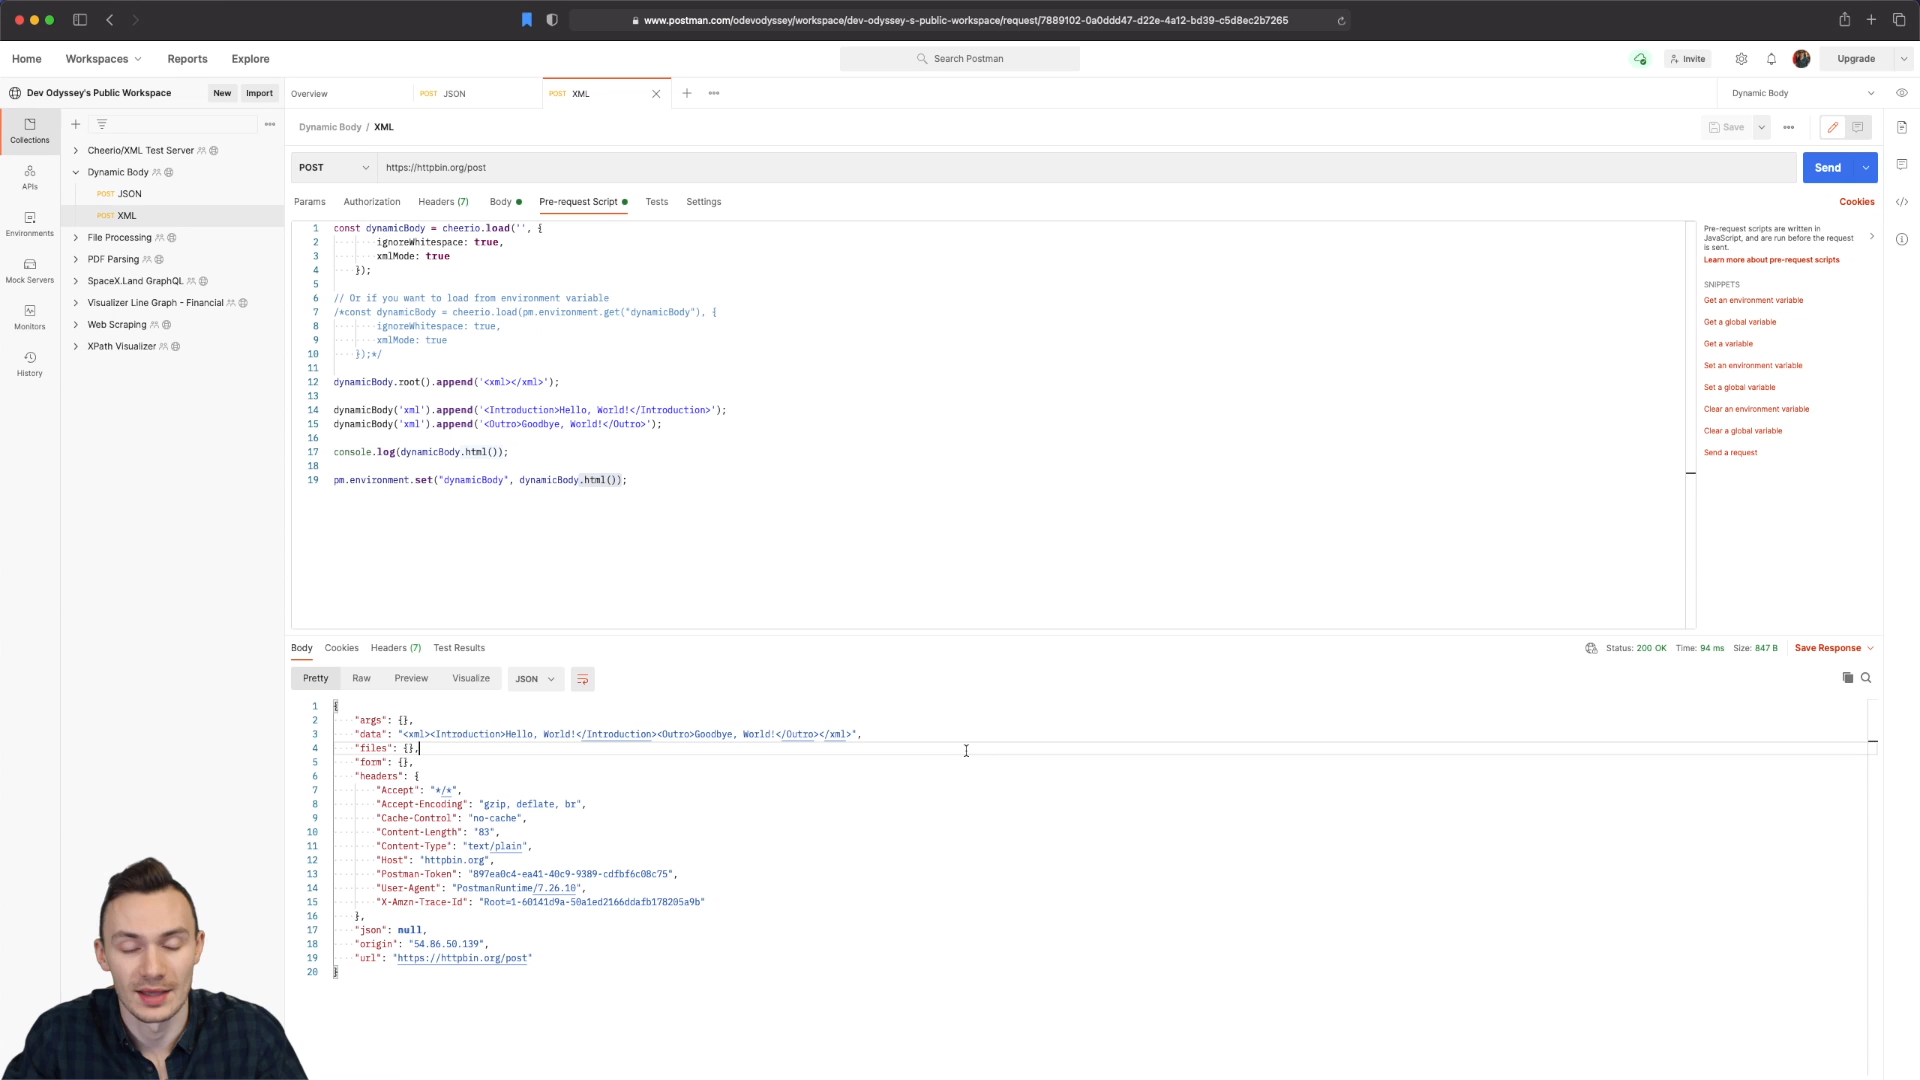 www.postman.com/odevodyssey/workspace/dev-odyssey-s-public-workspace/request/7889102-0a0ddd47-d22e-4a12-bd39-c5d8ec2b7265
Home Workspaces Reports Explore
Search Postman
Invite Upgrade
Dev Odyssey's Public Workspace New Import
Overview POST JSON POST XML
Dynamic Body
Collections
APIs
Environments
Mock Servers
Monitors
History
Cheerio/XML Test Server
Dynamic Body
POST JSON
POST XML
File Processing
PDF Parsing
SpaceX.Land GraphQL
Visualizer Line Graph - Financial
Web Scraping
XPath Visualizer
Dynamic Body / XML
Save
POST https://httpbin.org/post Send
Params Authorization Headers (7) Body Pre-request Script Tests Settings Cookies
1 const dynamicBody = cheerio.load('', {
2 ignoreWhitespace: true,
3 xmlMode: true
4 });
5
6 // Or if you want to load from environment variable
7 /*const dynamicBody = cheerio.load(pm.environment.get("dynamicBody"), {
8 ignoreWhitespace: true,
9 xmlMode: true
10 });*/
11
12 dynamicBody.root().append('<xml></xml>');
13
14 dynamicBody('xml').append('<Introduction>Hello, World!</Introduction>');
15 dynamicBody('xml').append('<Outro>Goodbye, World!</Outro>');
16
17 console.log(dynamicBody.html());
18
19 pm.environment.set("dynamicBody", dynamicBody.html());
Pre-request scripts are written in
JavaScript, and are run before the request
is sent.
Learn more about pre-request scripts
SNIPPETS
Get an environment variable
Get a global variable
Get a variable
Set an environment variable
Set a global variable
Clear an environment variable
Clear a global variable
Send a request
Body Cookies Headers (7) Test Results
Status: 200 OK Time: 94 ms Size: 847 B Save Response
Pretty Raw Preview Visualize JSON
1 {
2 "args": {},
3 "data": "<xml><Introduction>Hello, World!</Introduction><Outro>Goodbye, World!</Outro></xml>",
4 "files": {},
5 "form": {},
6 "headers": {
7 "Accept": "*/*",
8 "Accept-Encoding": "gzip, deflate, br",
9 "Cache-Control": "no-cache",
10 "Content-Length": "83",
11 "Content-Type": "text/plain",
12 "Host": "httpbin.org",
13 "Postman-Token": "897ea0c4-ea41-40c9-9389-cdfbf6c08c75",
14 "User-Agent": "PostmanRuntime/7.26.10",
15 "X-Amzn-Trace-Id": "Root=1-60141d9a-50a1ed2166ddafb178205a9b"
16 },
17 "json": null,
18 "origin": "54.86.50.139",
19 "url": "https://httpbin.org/post"
20 }